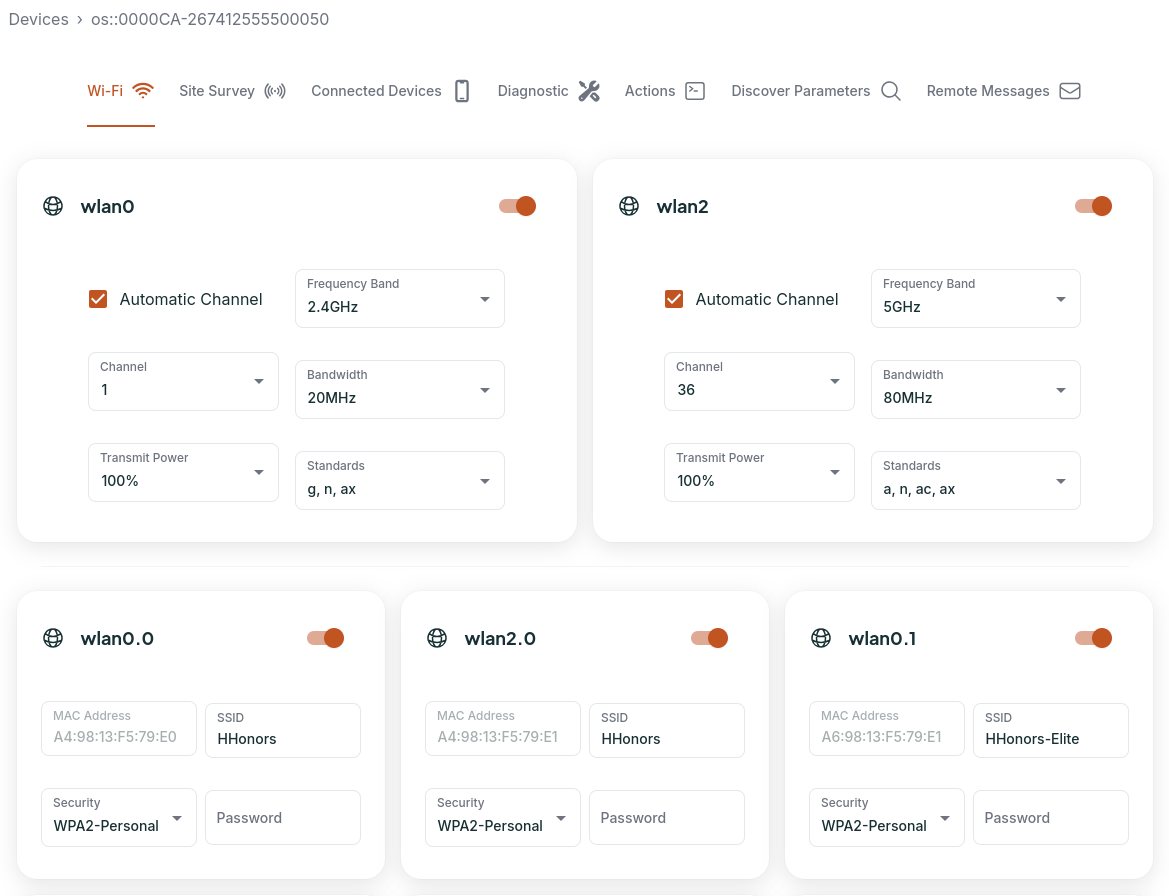 Devices › os::0000CA-267412555500050
Wi-Fi Site Survey Connected Devices Diagnostic Actions Discover Parameters Remote Messages
wlan0
Automatic Channel
Frequency Band
2.4GHz
Channel
1
Bandwidth
20MHz
Transmit Power
100%
Standards
g, n, ax
wlan2
Automatic Channel
Frequency Band
5GHz
Channel
36
Bandwidth
80MHz
Transmit Power
100%
Standards
a, n, ac, ax
wlan0.0
MAC Address
A4:98:13:F5:79:E0
SSID
HHonors
Security
WPA2-Personal
Password
wlan2.0
MAC Address
A4:98:13:F5:79:E1
SSID
HHonors
Security
WPA2-Personal
Password
wlan0.1
MAC Address
A6:98:13:F5:79:E1
SSID
HHonors-Elite
Security
WPA2-Personal
Password